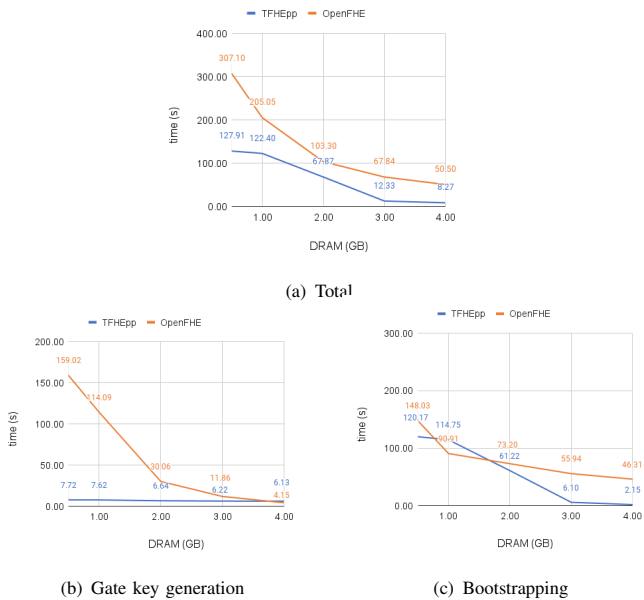 TFHEpp OpenFHE
400.00
307.10
300.00
205.05
200.00
127.91 122.40
103.30
100.00
67.87
67.84
50.50
12.33
8.27
0.00
1.00 2.00 3.00 4.00
time (s)
DRAM (GB)
(a) Total
TFHEpp OpenFHE
200.00
159.02
150.00
114.09
100.00
50.00
30.06
11.86
7.72 7.62 6.64 6.22 6.13
4.15
0.00
1.00 2.00 3.00 4.00
time (s)
DRAM (GB)
(b) Gate key generation
TFHEpp OpenFHE
300.00
200.00
148.03
120.17 114.75
100.00
90.91
73.20
61.22
55.94
46.31
6.10
2.15
0.00
1.00 2.00 3.00 4.00
time (s)
DRAM (GB)
(c) Bootstrapping